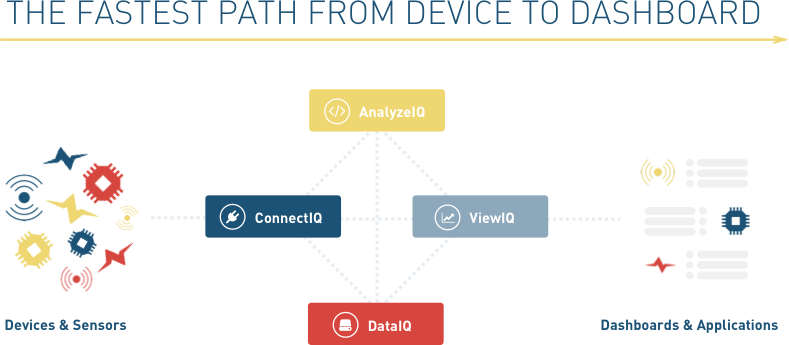 THE FASTEST PATH FROM DEVICE TO DASHBOARD
AnalyzeIQ
ConnectIQ
ViewIQ
DataIQ
Devices & Sensors
Dashboards & Applications